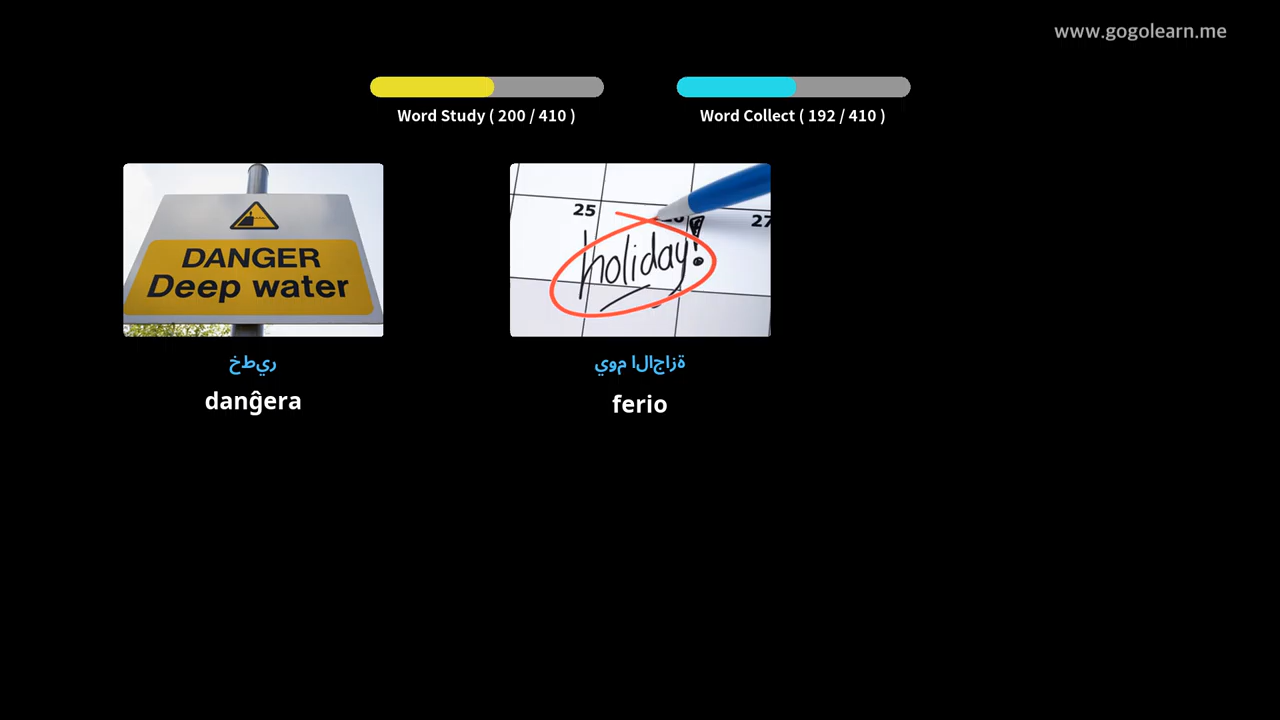 www.gogolearn.me
Word Study ( 200 / 410 )
Word Collect ( 192 / 410 )
DANGER
Deep water
25
27
holiday!
خطير
يوم الاجازة
danĝera
ferio